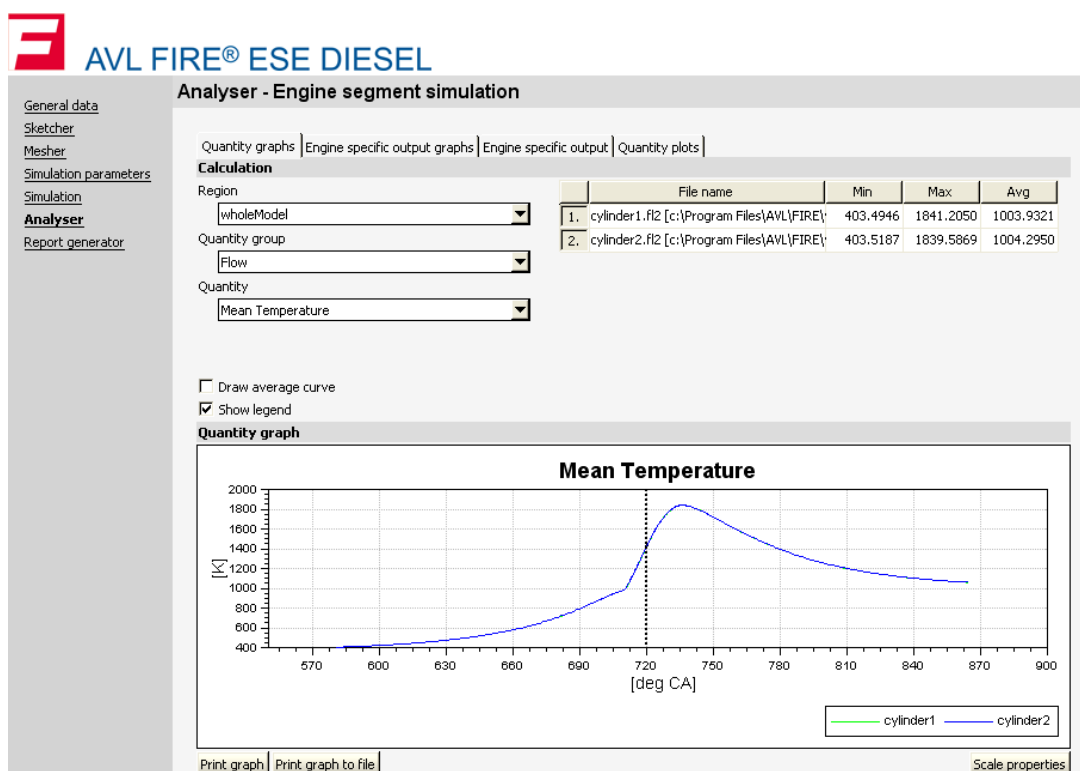 AVL FIRE® ESE DIESEL
Analyser - Engine segment simulation
General data
Sketcher
Mesher
Simulation parameters
Simulation
Analyser
Report generator
Quantity graphs Engine specific output graphs Engine specific output Quantity plots
Calculation
Region
wholeModel
Quantity group
Flow
Quantity
Mean Temperature
File name Min Max Avg
1. cylinder1.fl2 [c:\Program Files\AVL\FIRE\ 403.4946 1841.2050 1003.9321
2. cylinder2.fl2 [c:\Program Files\AVL\FIRE\ 403.5187 1839.5869 1004.2950
Draw average curve
Show legend
Quantity graph
Mean Temperature
[K]
2000
1800
1600
1400
1200
1000
800
600
400
570 600 630 660 690 720 750 780 810 840 870 900
[deg CA]
cylinder1 cylinder2
Print graph Print graph to file Scale properties